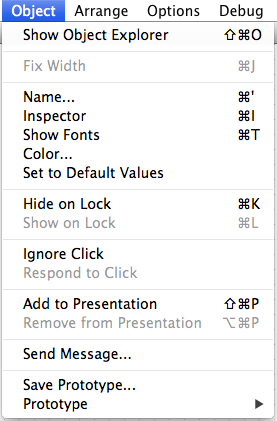 Object Arrange Options Debug
Show Object Explorer ⇧⌘O
Fix Width ⌘J
Name... ⌘'
Inspector ⌘I
Show Fonts ⌘T
Color...
Set to Default Values
Hide on Lock ⌘K
Show on Lock ⌘L
Ignore Click
Respond to Click
Add to Presentation ⇧⌘P
Remove from Presentation ⌥⌘P
Send Message...
Save Prototype...
Prototype ▶